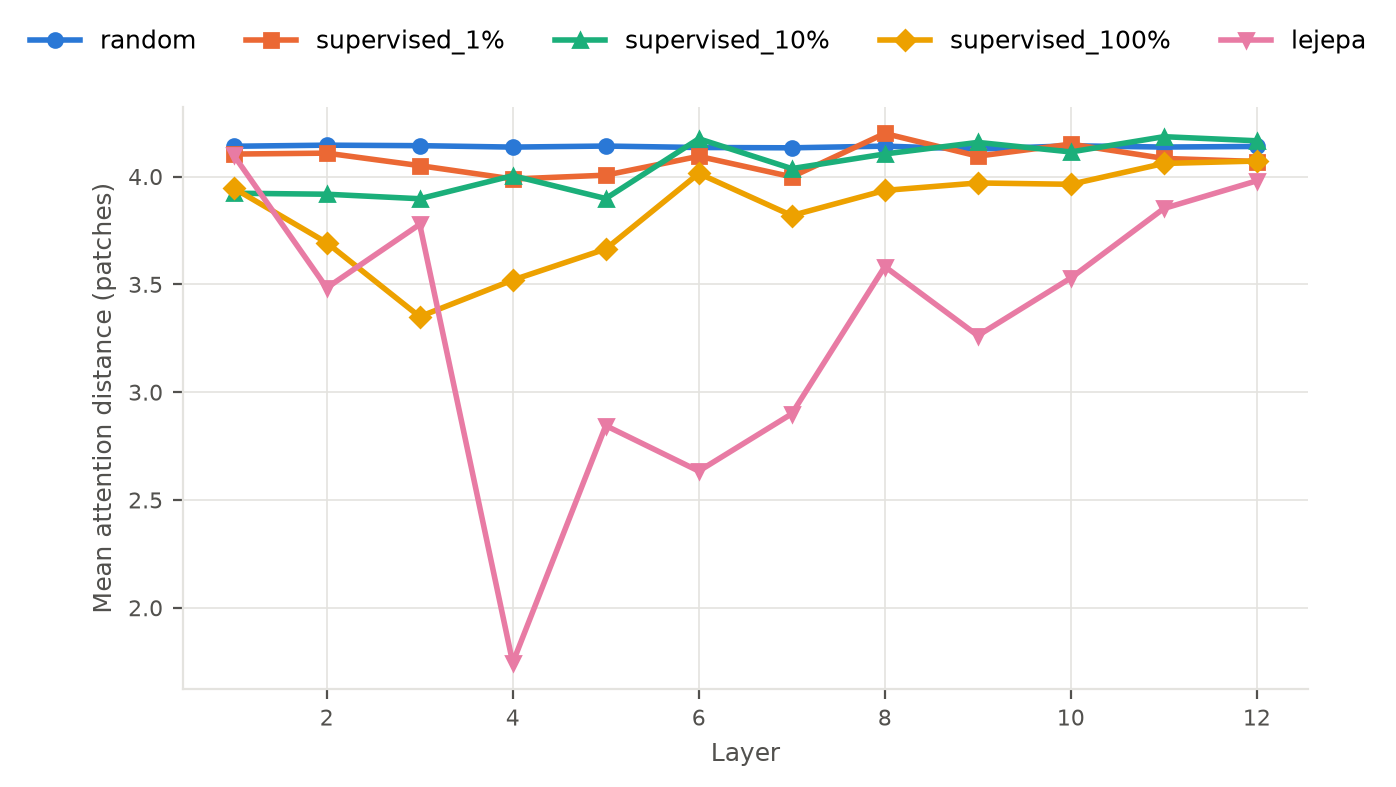 random supervised_1% supervised_10% supervised_100% lejepa
Mean attention distance (patches)
4.0
3.5
3.0
2.5
2.0
2 4 6 8 10 12
Layer